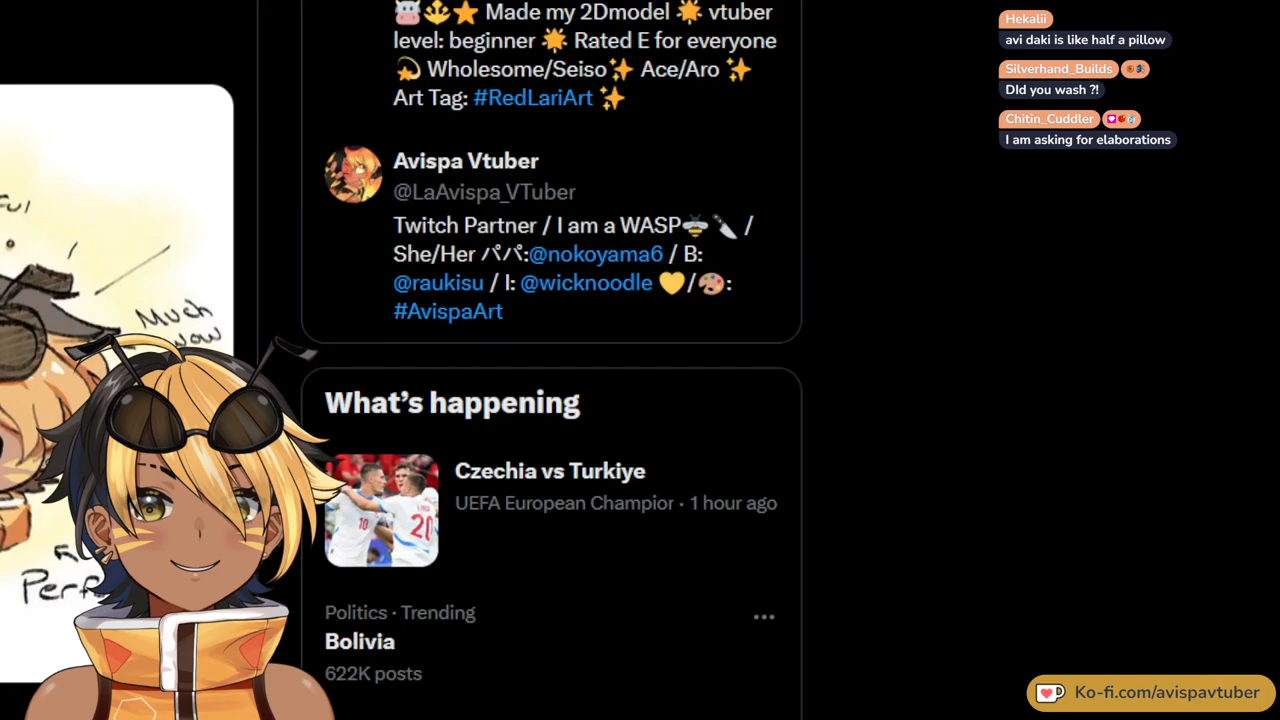 🐮🔱⭐ Made my 2Dmodel 🌟 vtuber
level: beginner 🌟 Rated E for everyone
💫 Wholesome/Seiso✨ Ace/Aro ✨
Art Tag: #RedLariArt ✨
Avispa Vtuber
@LaAvispa_VTuber
Twitch Partner / I am a WASP🐝🔪 /
She/Her パパ:@nokoyama6 / B:
@raukisu / I: @wicknoodle 💛/🎨:
#AvispaArt
What's happening
Czechia vs Turkiye
UEFA European Champior · 1 hour ago
10
20
Politics · Trending
Bolivia
622K posts
Much
Hekalii
avi daki is like half a pillow
Silverhand_Builds
DId you wash ?!
Chitin_Cuddler
I am asking for elaborations
Ko-fi.com/avispavtuber